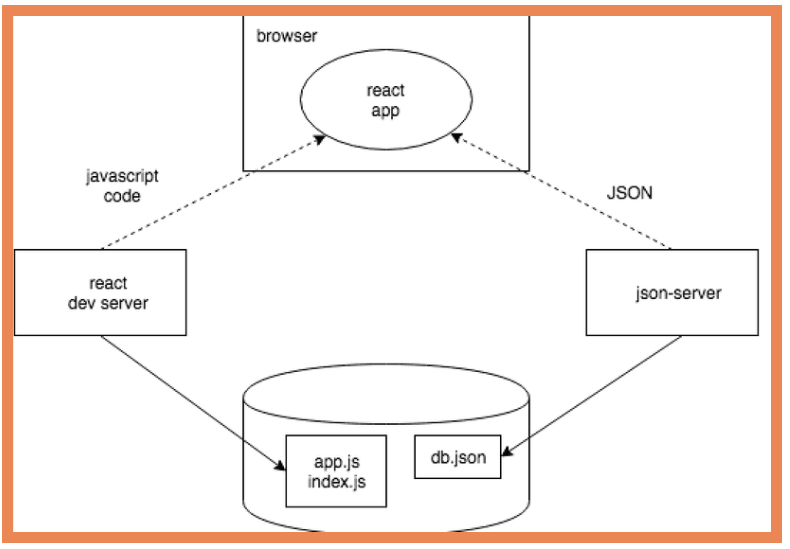 browser
react
app
javascript
code
JSON
react
dev server
json-server
app.js
index.js
db.json